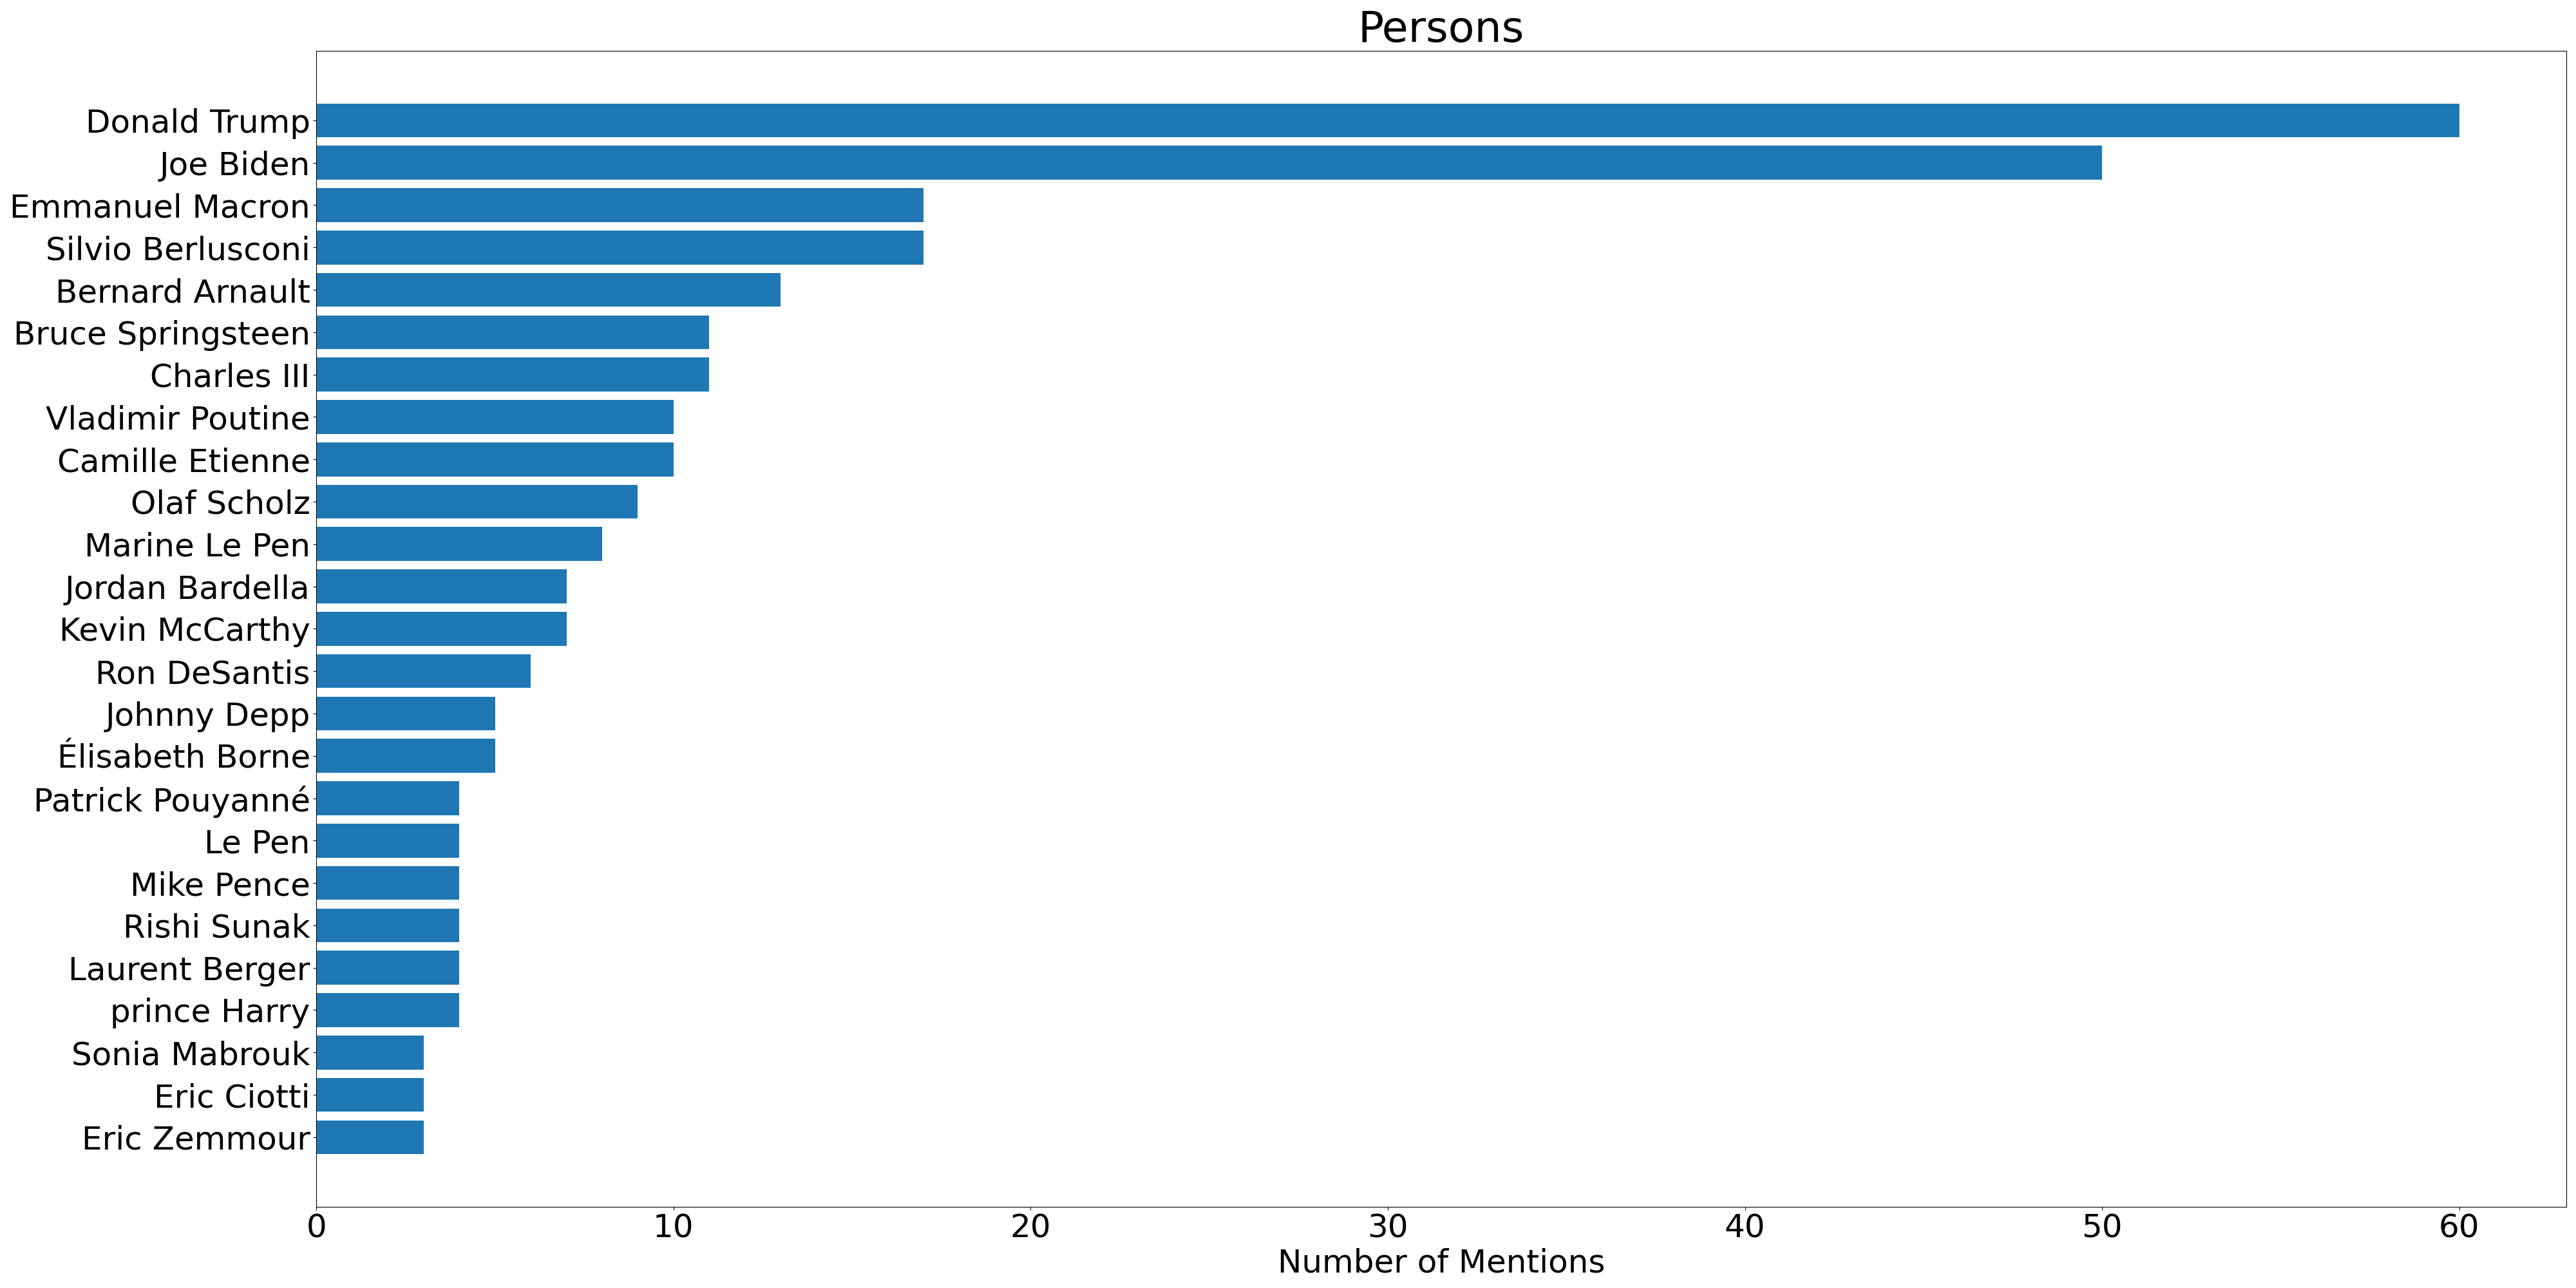 Persons
Donald Trump
Joe Biden
Emmanuel Macron
Silvio Berlusconi
Bernard Arnault
Bruce Springsteen
Charles III
Vladimir Poutine
Camille Etienne
Olaf Scholz
Marine Le Pen
Jordan Bardella
Kevin McCarthy
Ron DeSantis
Johnny Depp
Élisabeth Borne
Patrick Pouyanné
Le Pen
Mike Pence
Rishi Sunak
Laurent Berger
prince Harry
Sonia Mabrouk
Eric Ciotti
Eric Zemmour
0 10 20 30 40 50 60
Number of Mentions